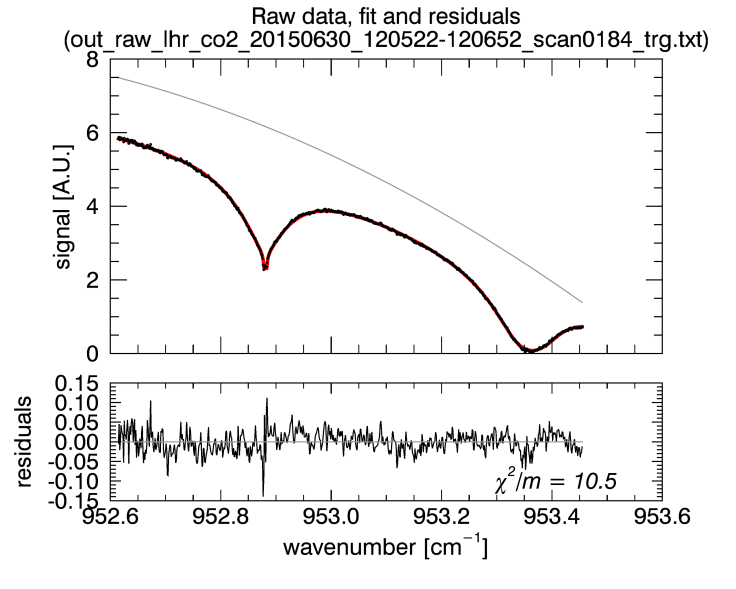 Raw data, fit and residuals
(out_raw_lhr_co2_20150630_120522-120652_scan0184_trg.txt)
8
6
4
2
0
signal [A.U.]
0.15
0.10
0.05
0.00
-0.05
-0.10
-0.15
residuals
χ²/m = 10.5
952.6 952.8 953.0 953.2 953.4 953.6
wavenumber [cm⁻¹]